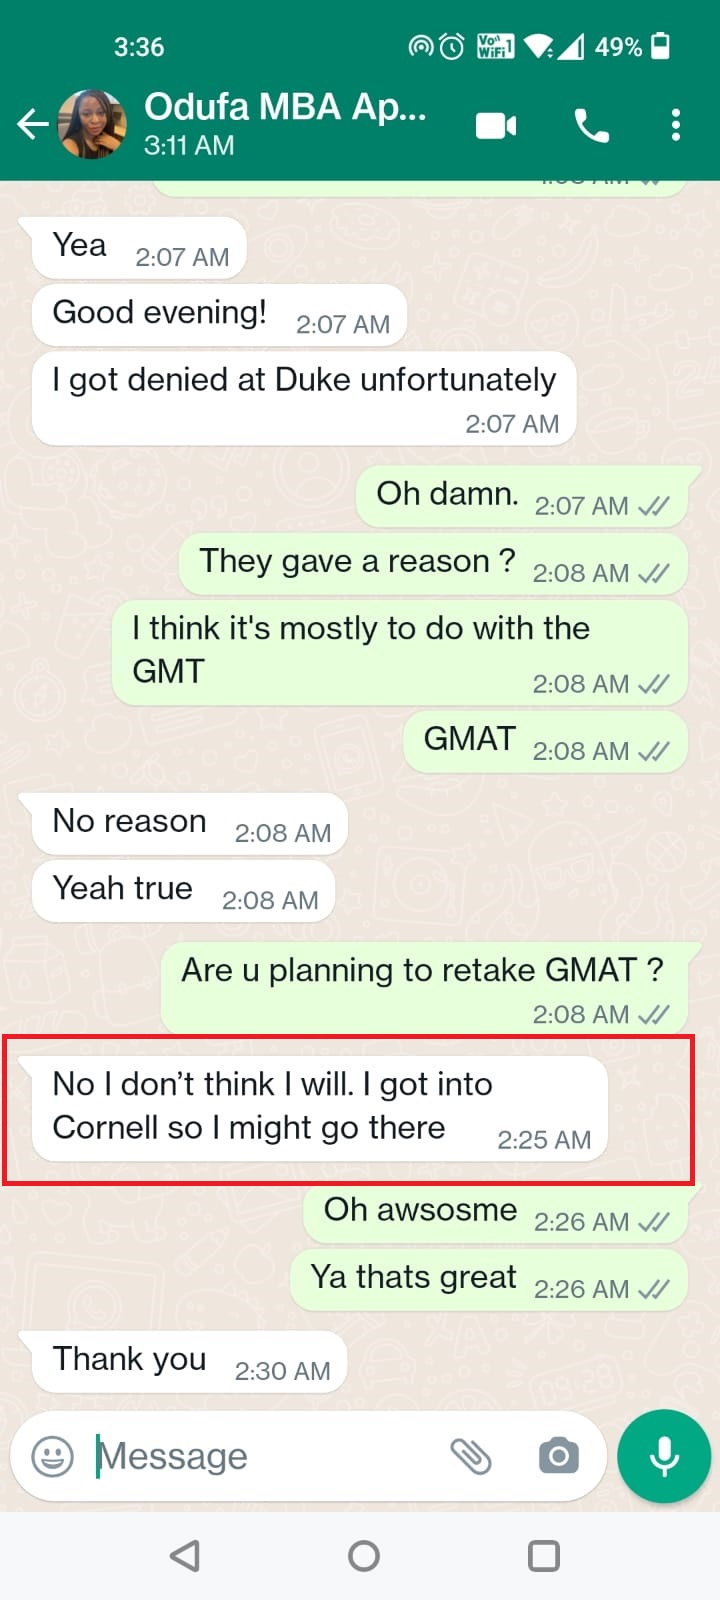 3:36
Vo))
WiFi 1
49%
Odufa MBA Ap...
3:11 AM
Yea 2:07 AM
Good evening! 2:07 AM
I got denied at Duke unfortunately
2:07 AM
Oh damn. 2:07 AM
They gave a reason ? 2:08 AM
I think it's mostly to do with the
GMT 2:08 AM
GMAT 2:08 AM
No reason 2:08 AM
Yeah true 2:08 AM
Are u planning to retake GMAT ?
2:08 AM
No I don’t think I will. I got into
Cornell so I might go there 2:25 AM
Oh awsosme 2:26 AM
Ya thats great 2:26 AM
Thank you 2:30 AM
Message